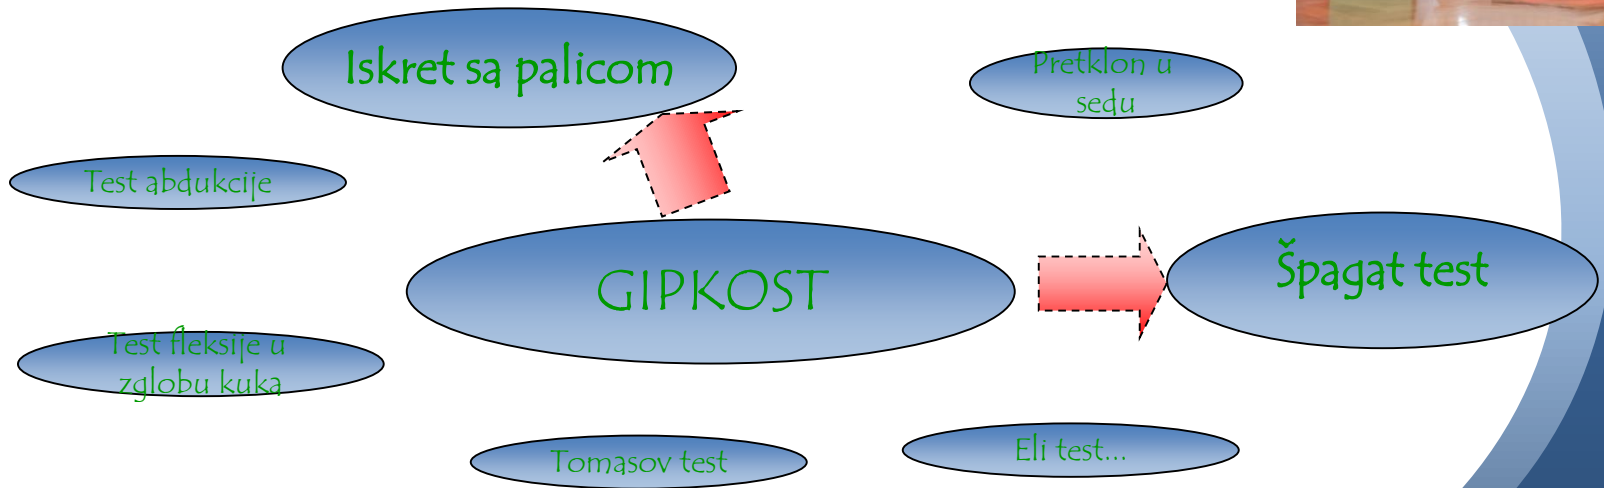 Iskret sa palicom
Pretklon u
sedu
Test abdukcije
GIPKOST
Špagat test
Test fleksije u
zglobu kuka
Tomasov test
Eli test...